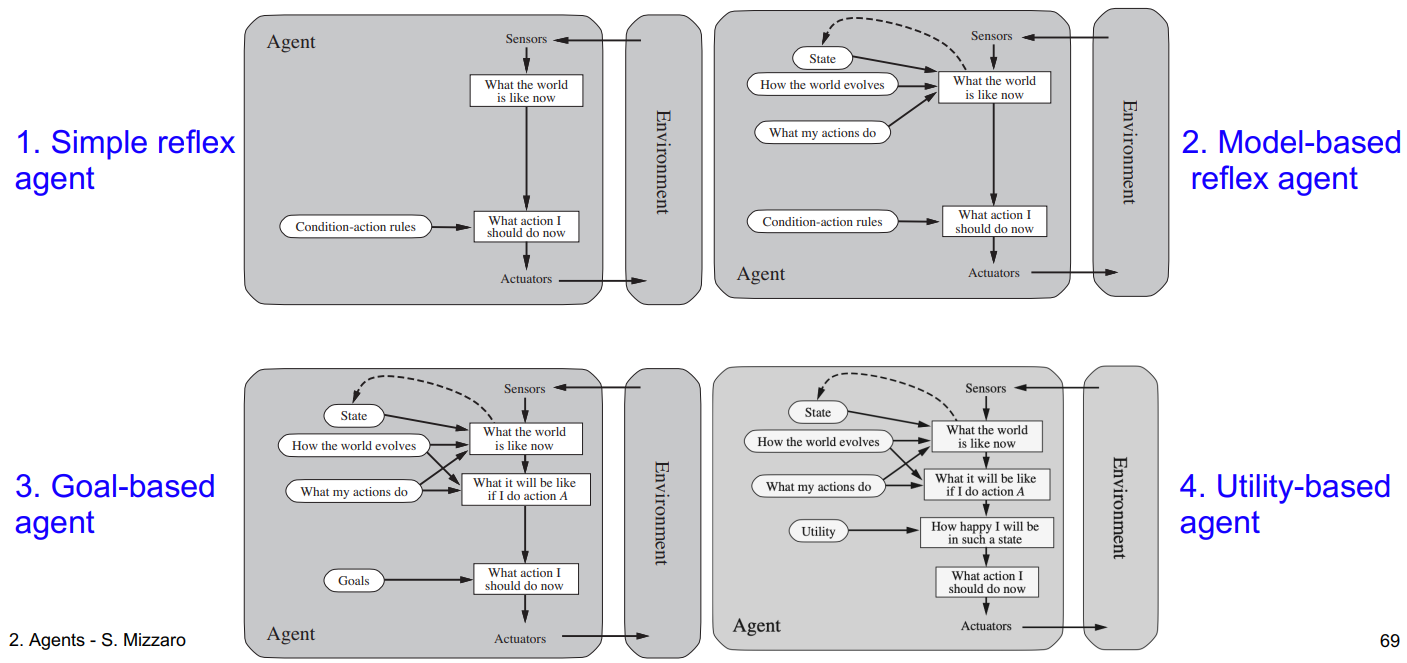 1. Simple reflex
agent
Agent
Sensors
What the world
is like now
Condition-action rules
What action I
should do now
Actuators
Environment
2. Model-based
reflex agent
Sensors
State
How the world evolves
What the world
is like now
What my actions do
Condition-action rules
What action I
should do now
Agent
Actuators
Environment
3. Goal-based
agent
Sensors
State
What the world
is like now
How the world evolves
What it will be like
if I do action A
What my actions do
Goals
What action I
should do now
Agent
Actuators
Environment
4. Utility-based
agent
Sensors
State
What the world
is like now
How the world evolves
What it will be like
if I do action A
What my actions do
Utility
How happy I will be
in such a state
What action I
should do now
Agent
Actuators
Environment
2. Agents - S. Mizzaro
69